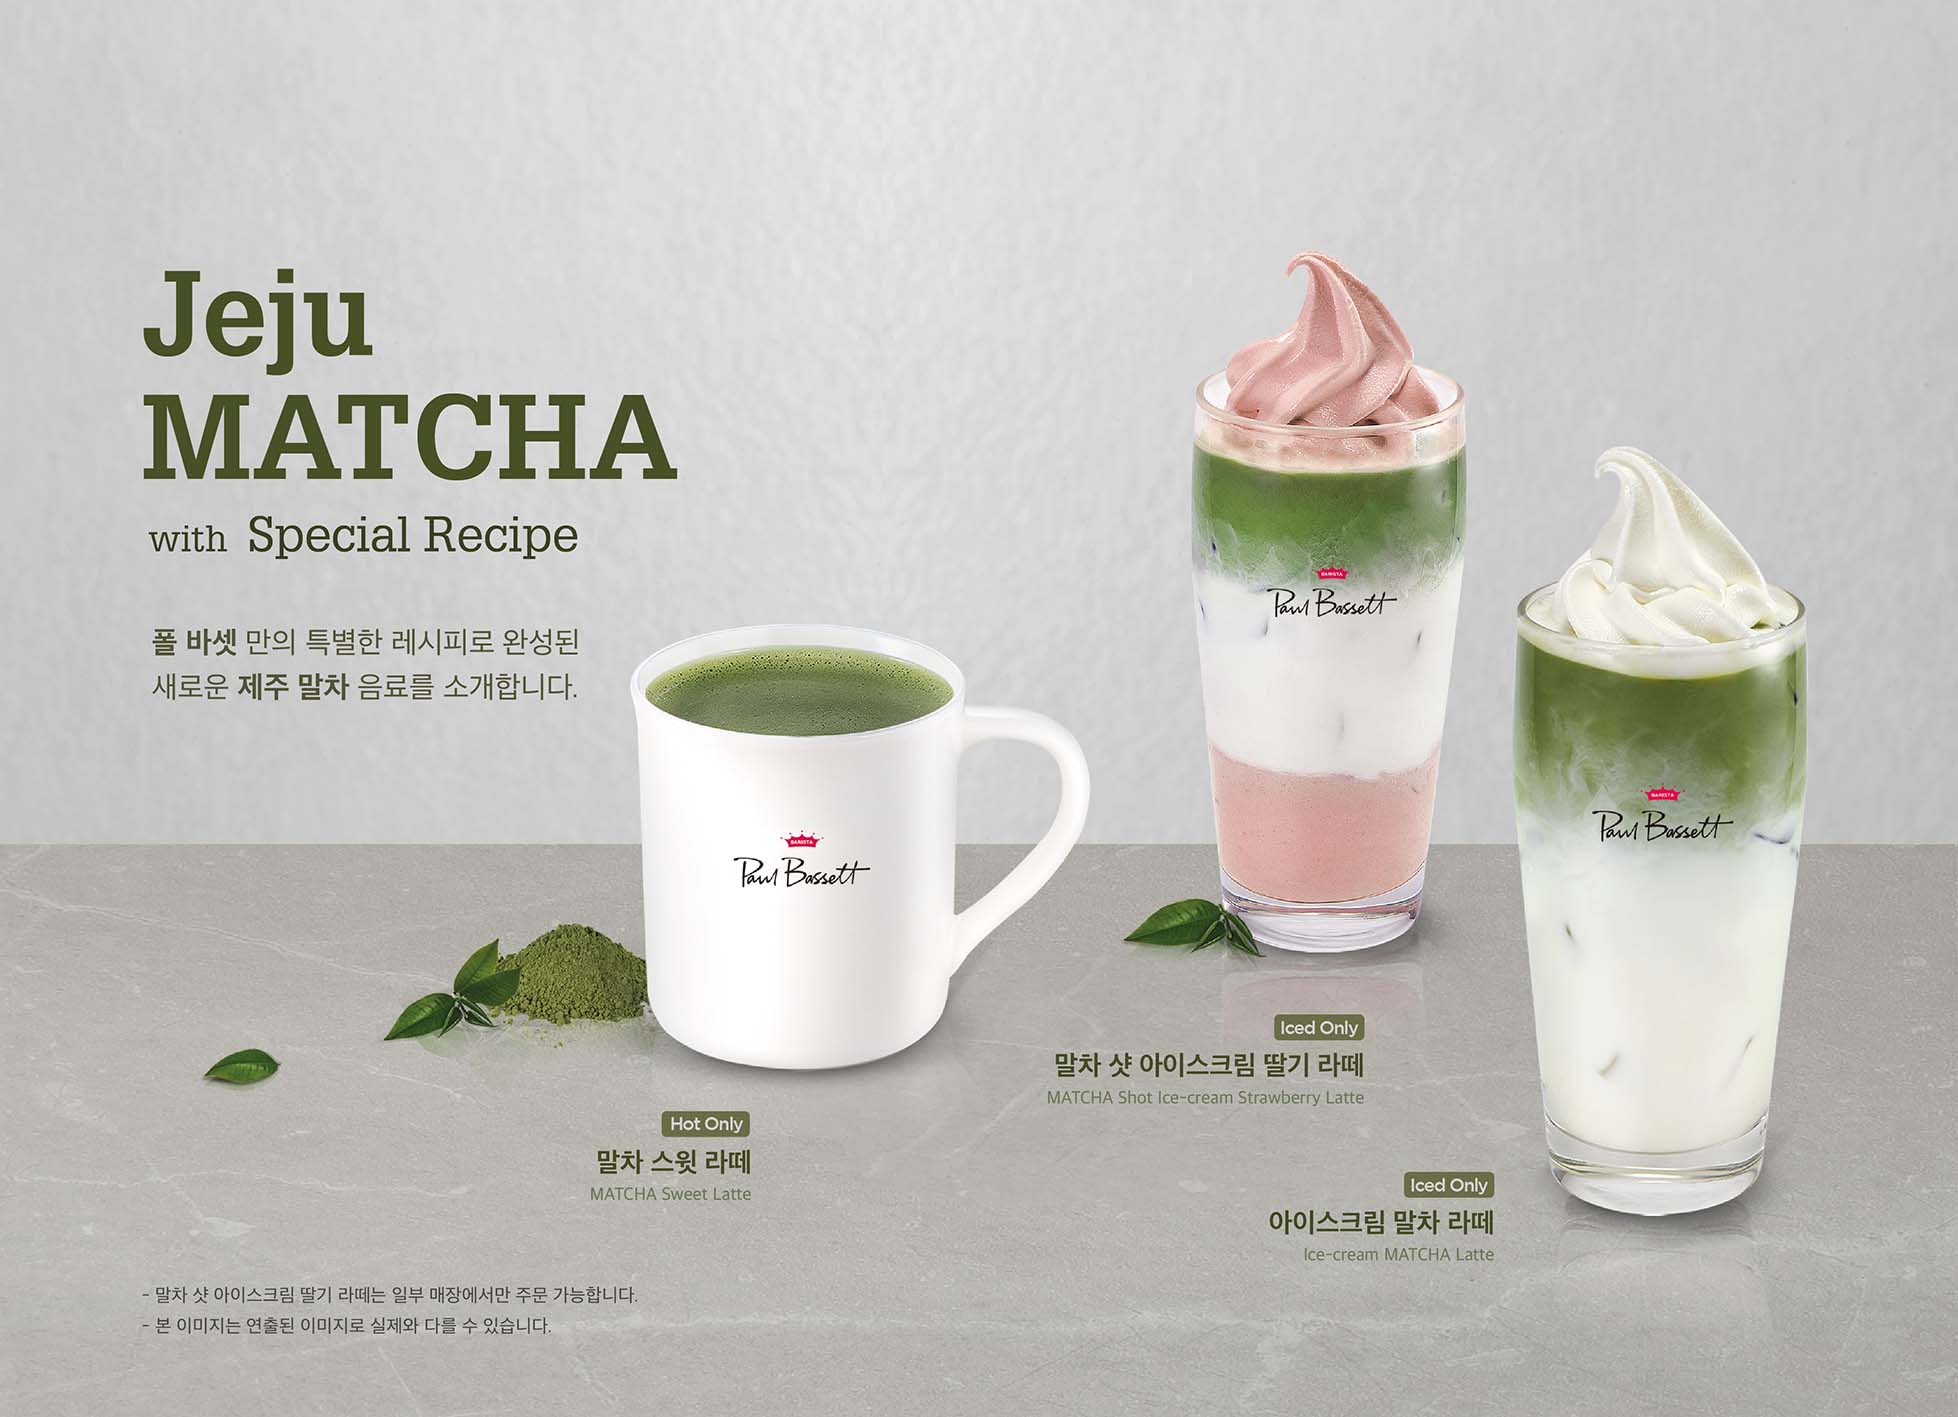 Jeju
MATCHA
with Special Recipe
폴 바셋 만의 특별한 레시피로 완성된
새로운 제주 말차 음료를 소개합니다.
BARISTA
Paul Bassett
BARISTA
Paul Bassett
BARISTA
Paul Bassett
Iced Only
말차 샷 아이스크림 딸기 라떼
MATCHA Shot Ice-cream Strawberry Latte
Hot Only
말차 스윗 라떼
MATCHA Sweet Latte
Iced Only
아이스크림 말차 라떼
Ice-cream MATCHA Latte
- 말차 샷 아이스크림 딸기 라떼는 일부 매장에서만 주문 가능합니다.
- 본 이미지는 연출된 이미지로 실제와 다를 수 있습니다.